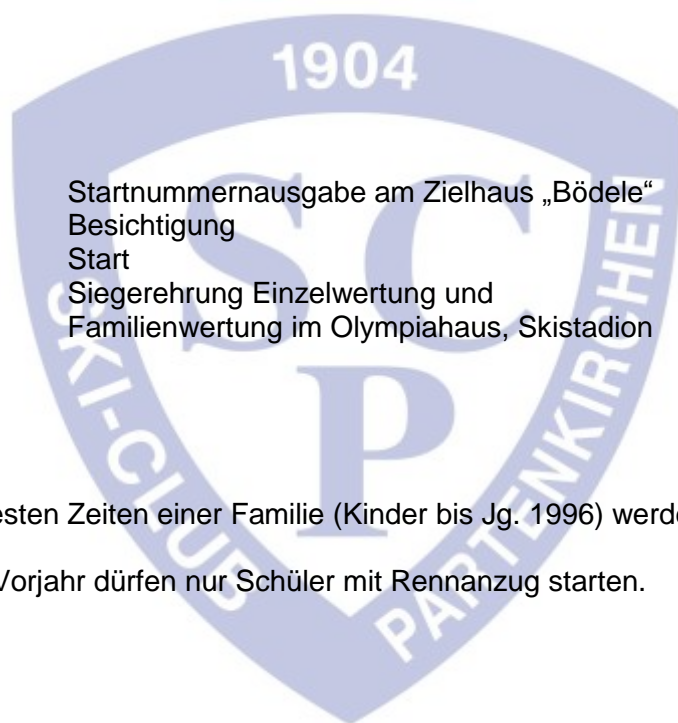 1904
Startnummernausgabe am Zielhaus „Bödele“
Besichtigung
Start
Siegerehrung Einzelwertung und
Familienwertung im Olympiahaus, Skistadion
SC
P
SKI-CLUB
PARTENKIRCHEN
esten Zeiten einer Familie (Kinder bis Jg. 1996) werd
Vorjahr dürfen nur Schüler mit Rennanzug starten.